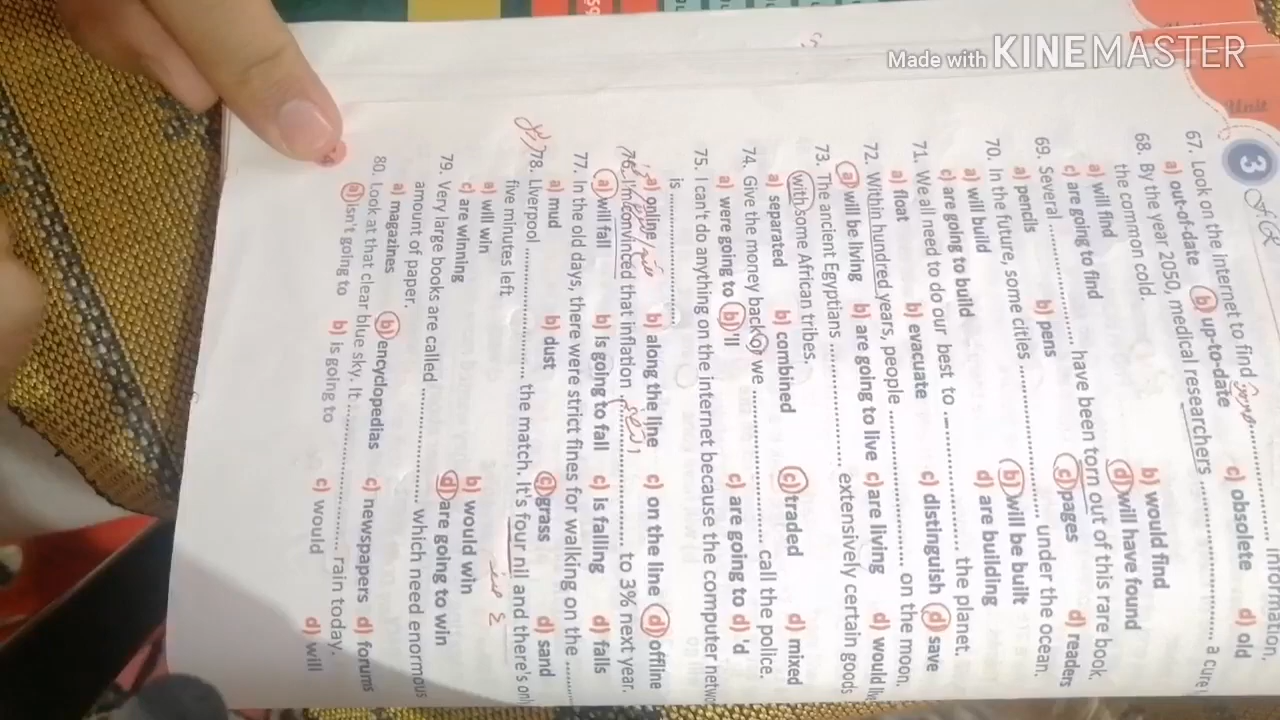 Made with KINEMASTER
Unit
3
67. Look on the internet to find .......... information,
a) out-of-date b) up-to-date c) obsolete d) old
68. By the year 2050, medical researchers .......... a cure
the common cold.
a) will find b) would find
c) are going to find d) will have found
69. Several .......... have been torn out of this rare book.
a) pencils b) pens c) pages d) readers
70. In the future, some cities .......... under the ocean.
a) will build b) will be built
c) are going to build d) are building
71. We all need to do our best to .......... the planet.
a) float b) evacuate c) distinguish d) save
72. Within hundred years, people .......... on the moon.
a) will be living b) are going to live c) are living d) would live
73. The ancient Egyptians .......... extensively certain goods
with some African tribes.
a) separated b) combined c) traded d) mixed
74. Give the money back or we .......... call the police.
a) were going to b) 'll c) are going to d) 'd
75. I can't do anything on the internet because the computer netwo
is ..........
a) online b) along the line c) on the line d) offline
76. I'm convinced that inflation .......... to 3% next year.
a) will fall b) is going to fall c) is falling d) falls
77. In the old days, there were strict fines for walking on the ..........
a) mud b) dust c) grass d) sand
78. Liverpool .......... the match. It's four nil and there's only
five minutes left
a) will win b) would win
c) are winning d) are going to win
79. Very large books are called .......... which need enormous
amount of paper.
a) magazines b) encyclopedias c) newspapers d) forums
80. Look at that clear blue sky. It .......... rain today.
a) isn't going to b) is going to c) would d) will